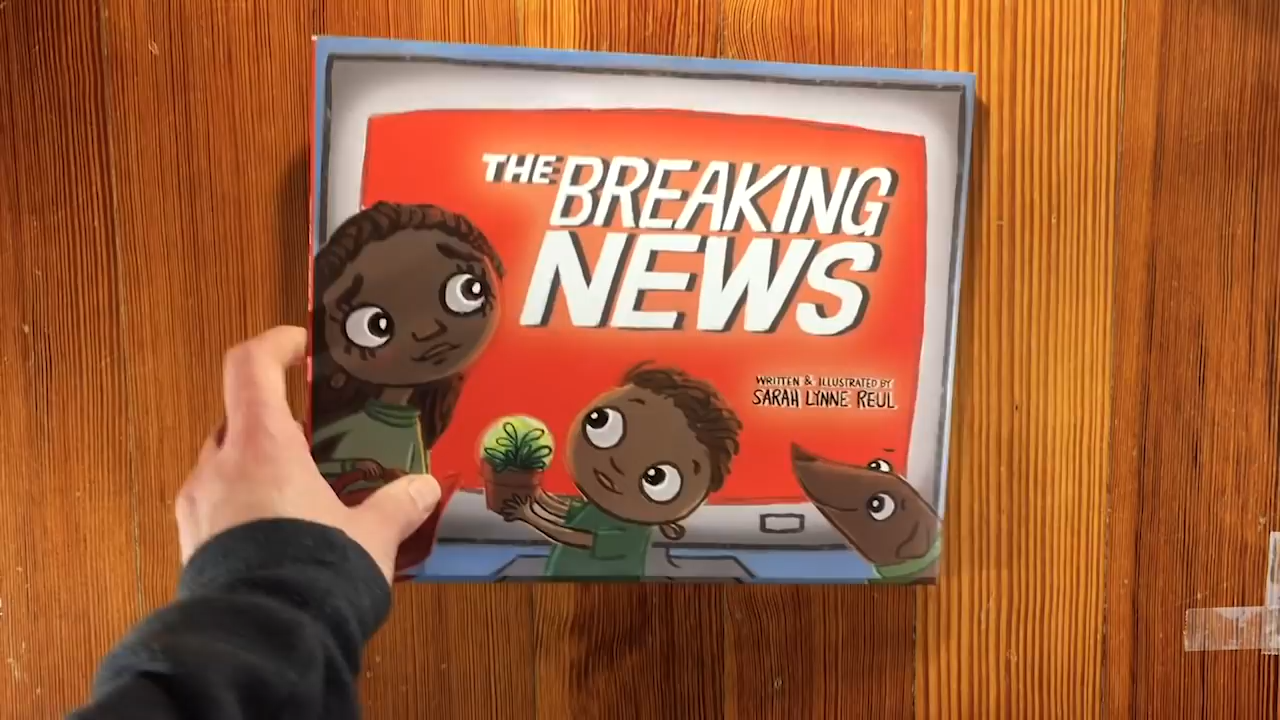 THE BREAKING
NEWS
WRITTEN & ILLUSTRATED BY
SARAH LYNNE REUL